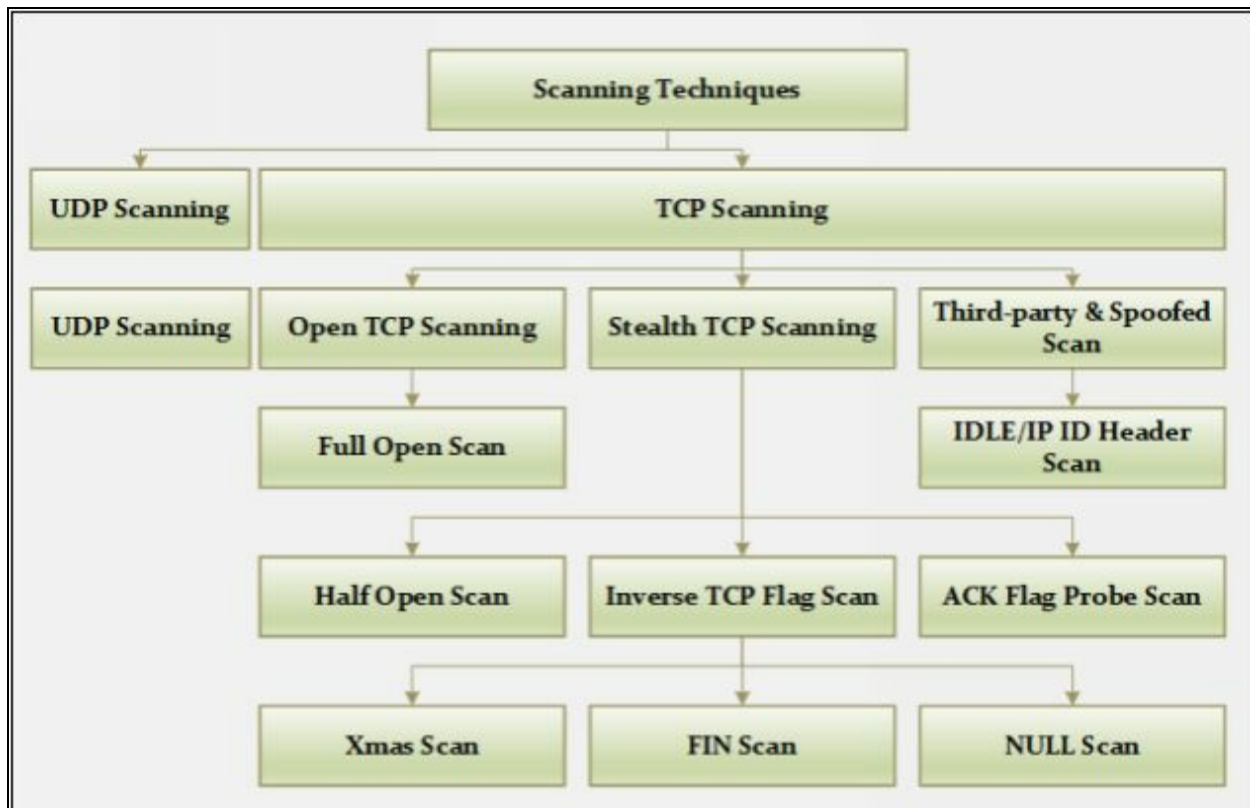 Scanning Techniques
UDP Scanning
TCP Scanning
UDP Scanning
Open TCP Scanning
Stealth TCP Scanning
Third-party & Spoofed
Scan
Full Open Scan
IDLE/IP ID Header
Scan
Half Open Scan
Inverse TCP Flag Scan
ACK Flag Probe Scan
Xmas Scan
FIN Scan
NULL Scan